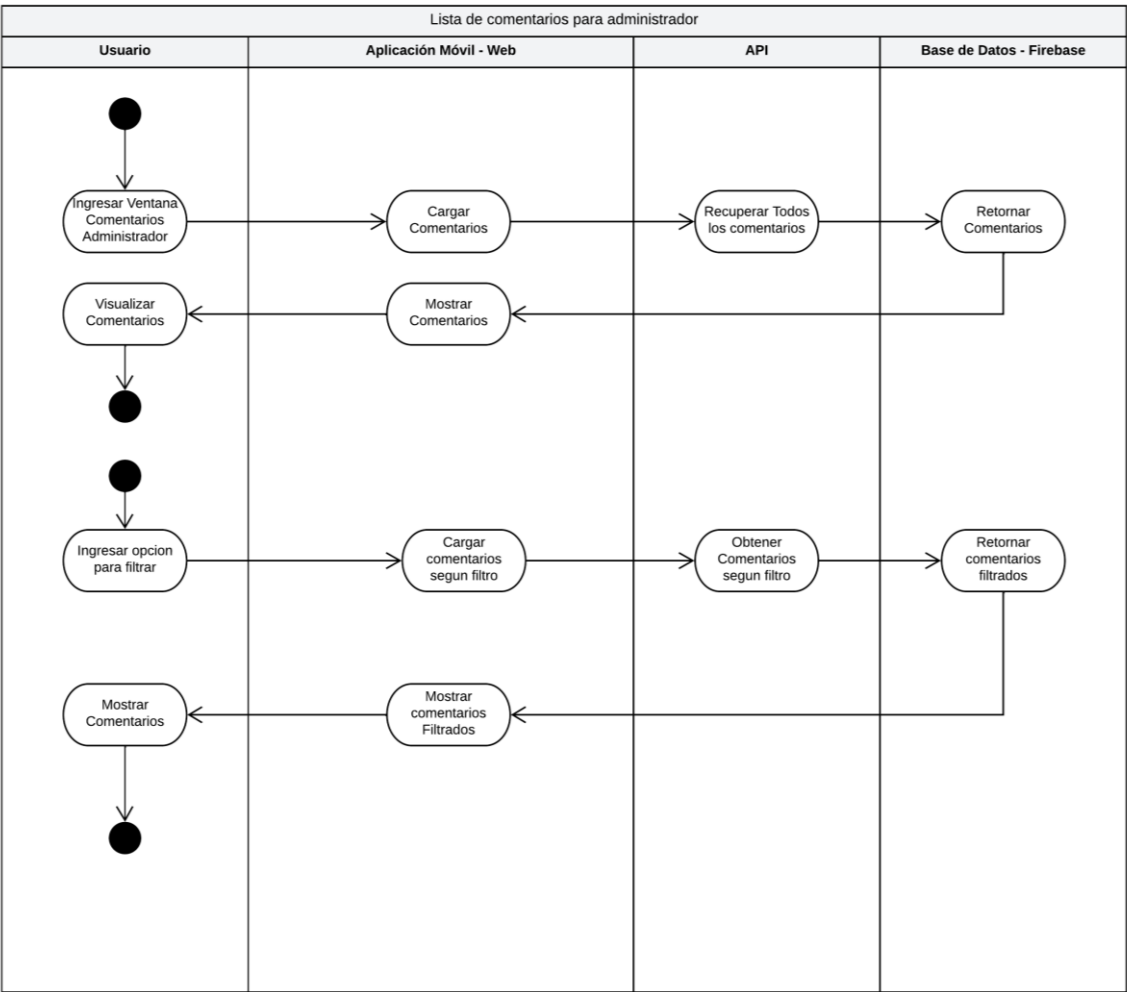 Lista de comentarios para administrador
Usuario
Aplicación Móvil - Web
API
Base de Datos - Firebase
Ingresar Ventana
Comentarios
Administrador
Cargar
Comentarios
Recuperar Todos
los comentarios
Retornar
Comentarios
Visualizar
Comentarios
Mostrar
Comentarios
Ingresar opcion
para filtrar
Cargar
comentarios
segun filtro
Obtener
Comentarios
segun filtro
Retornar
comentarios
filtrados
Mostrar
Comentarios
Mostrar
comentarios
Filtrados